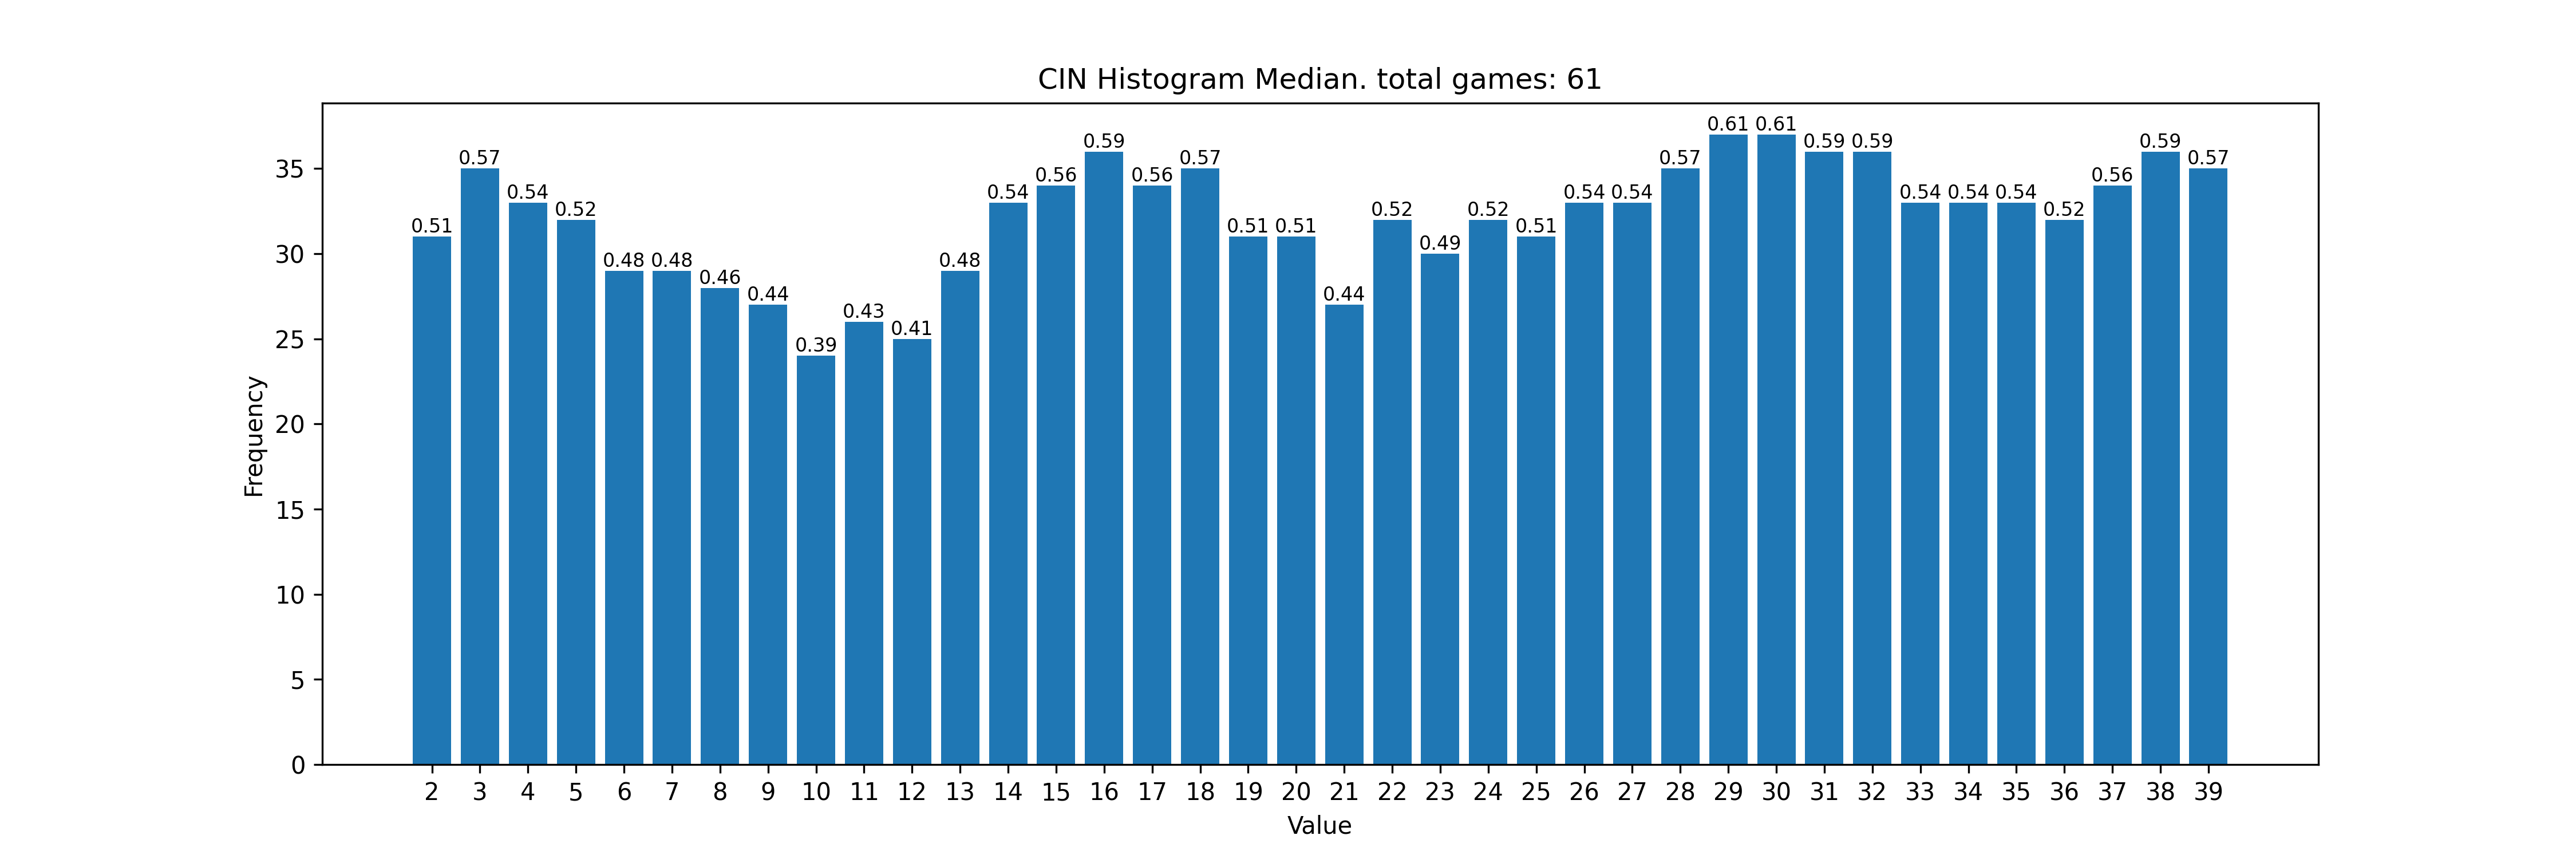 CIN Histogram Median. total games: 61
0.51 0.57 0.54 0.52 0.48 0.48 0.46 0.44 0.39 0.43 0.41 0.48 0.54 0.56 0.59 0.56 0.57 0.51 0.51 0.44 0.52 0.49 0.52 0.51 0.54 0.54 0.57 0.61 0.61 0.59 0.59 0.54 0.54 0.54 0.52 0.56 0.59 0.57
35
30
25
20
15
10
5
0
Frequency
2 3 4 5 6 7 8 9 10 11 12 13 14 15 16 17 18 19 20 21 22 23 24 25 26 27 28 29 30 31 32 33 34 35 36 37 38 39
Value